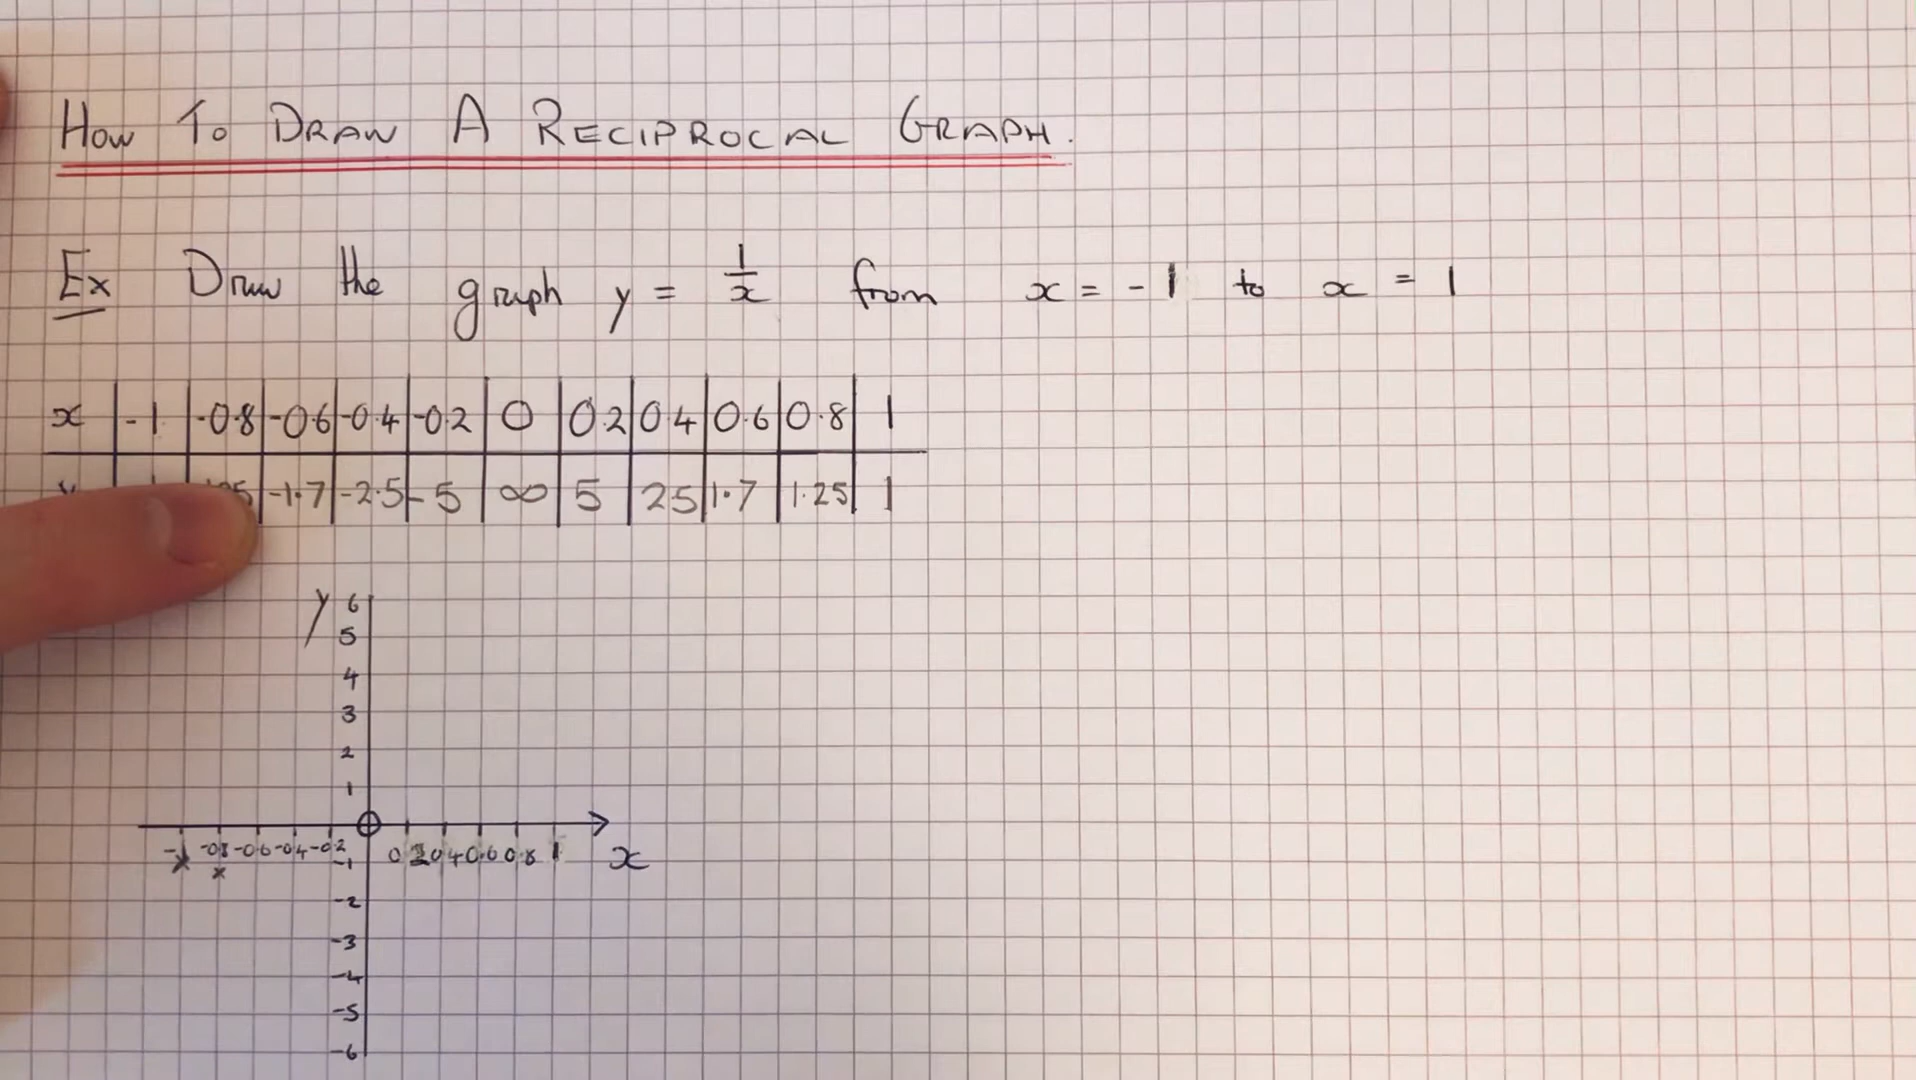 How To DRAW A RECIPROCAL GRAPH.
Ex Draw the graph y = 1/x from x = -1 to x = 1
x -1 -0.8 -0.6 -0.4 -0.2 0 0.2 0.4 0.6 0.8 1
-1.7 -2.5 -5 ∞ 5 25 1.7 1.25 1
y 6
5
4
3
2
1
-1 -0.8 -0.6 -0.4 -0.2 0.2 0.4 0.6 0.8 1 x
-1
-2
-3
-4
-5
-6